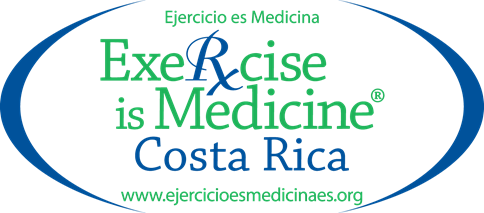 Ejercicio es Medicina
ExeRxcise
is Medicine®
Costa Rica
www.ejercicioesmedicinaes.org